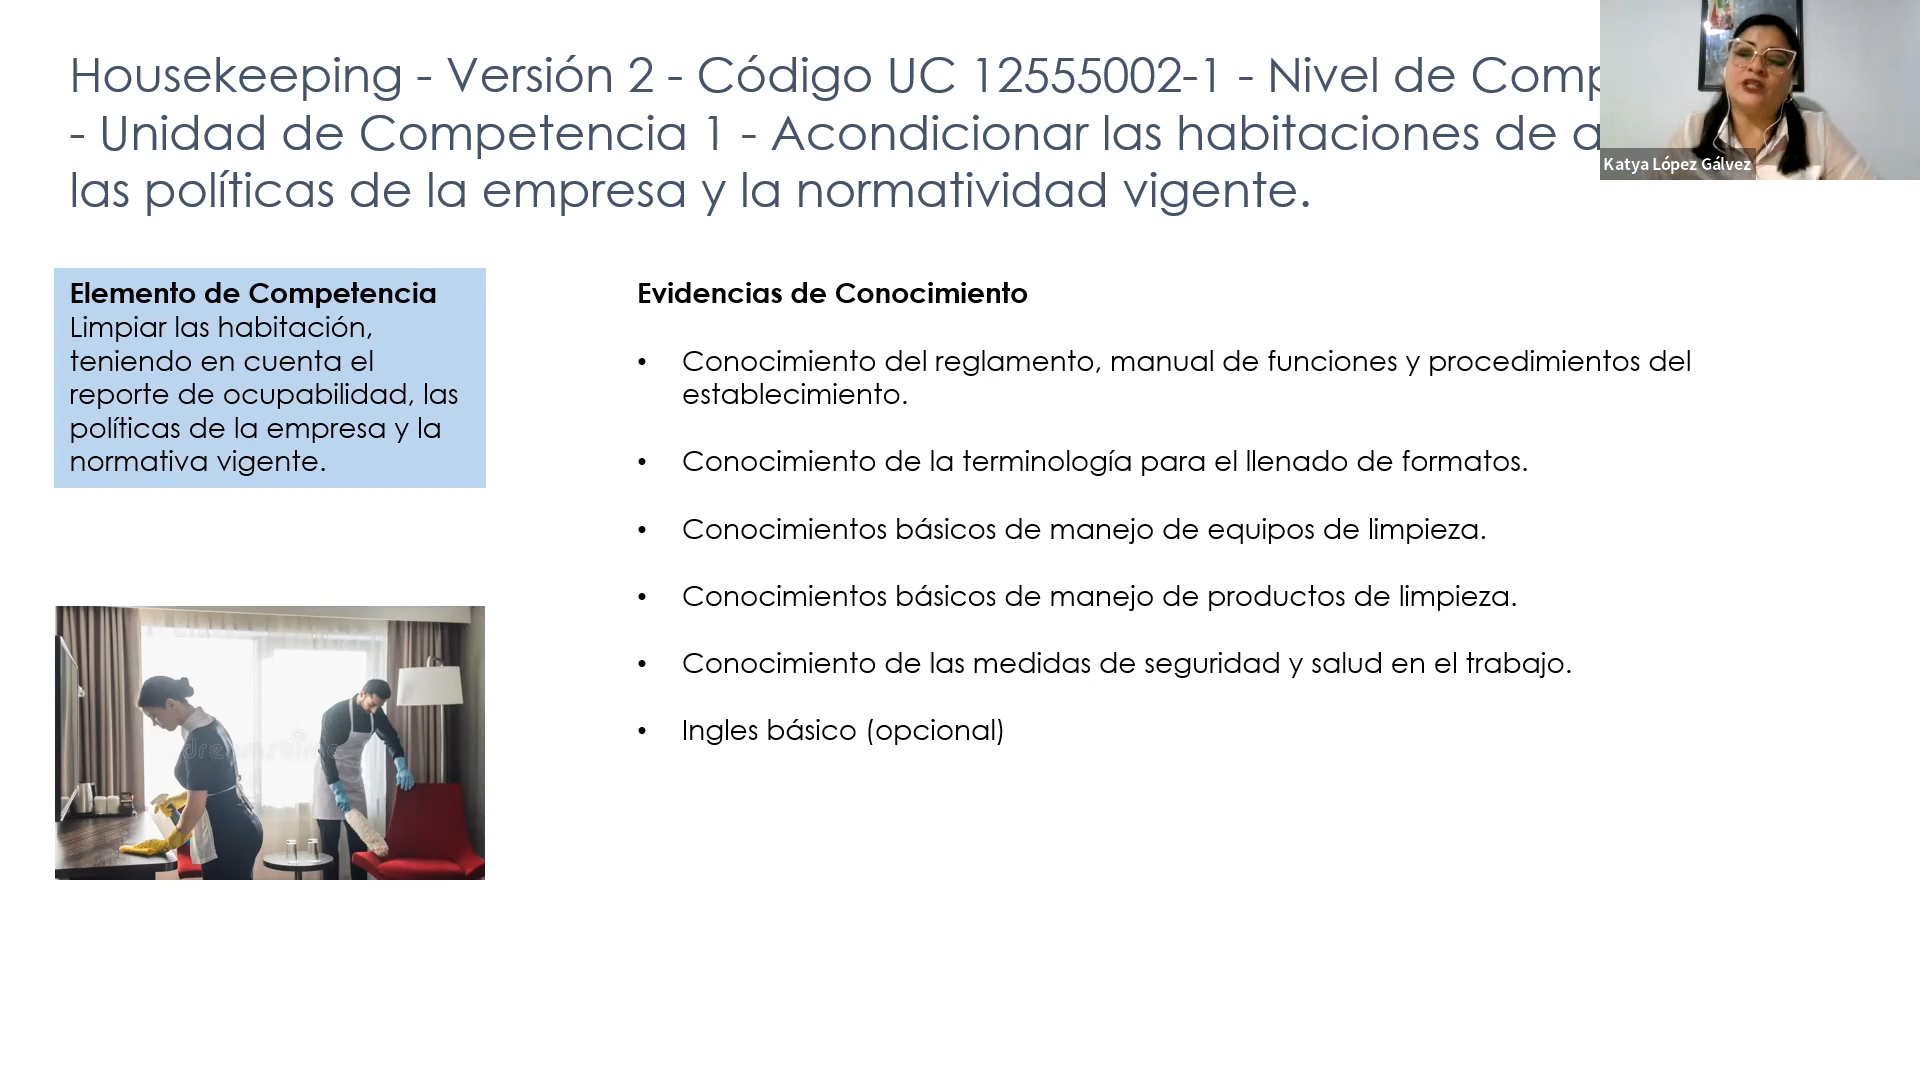 Housekeeping - Versión 2 - Código UC 12555002-1 - Nivel de
- Unidad de Competencia 1 - Acondicionar las habitaciones de
las políticas de la empresa y la normatividad vigente.
Katya López Gálvez
Elemento de Competencia
Limpiar las habitación,
teniendo en cuenta el
reporte de ocupabilidad, las
políticas de la empresa y la
normativa vigente.
Evidencias de Conocimiento
• Conocimiento del reglamento, manual de funciones y procedimientos del
establecimiento.
• Conocimiento de la terminología para el llenado de formatos.
• Conocimientos básicos de manejo de equipos de limpieza.
• Conocimientos básicos de manejo de productos de limpieza.
• Conocimiento de las medidas de seguridad y salud en el trabajo.
• Ingles básico (opcional)
dreamstime